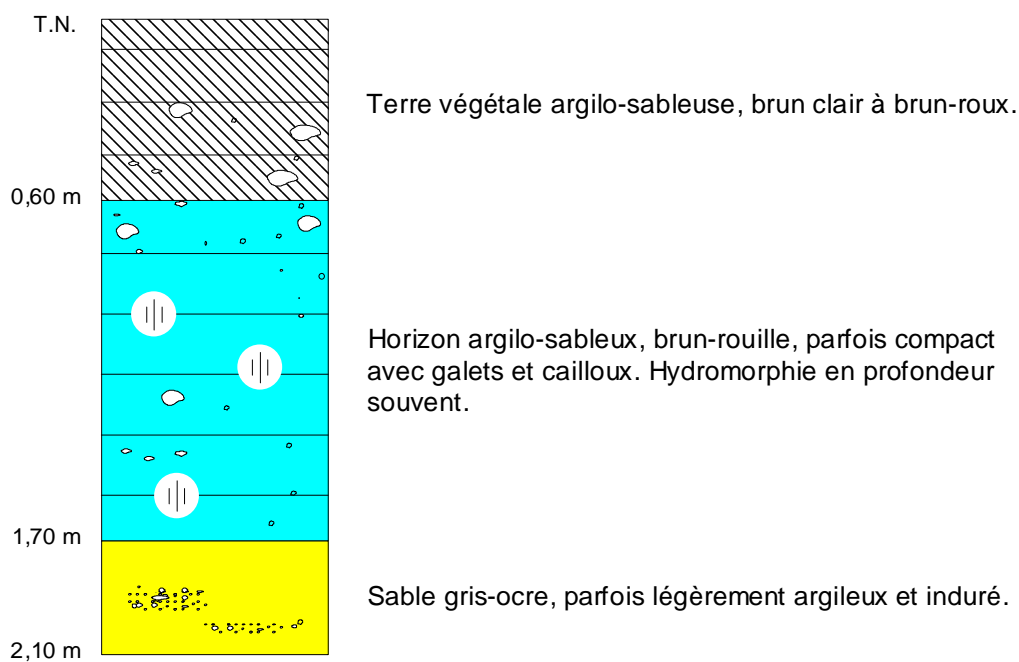 T.N.
Terre végétale argilo-sableuse, brun clair à brun-roux.
0,60 m
Horizon argilo-sableux, brun-rouille, parfois compact
avec galets et cailloux. Hydromorphie en profondeur
souvent.
1,70 m
Sable gris-ocre, parfois légèrement argileux et induré.
2,10 m